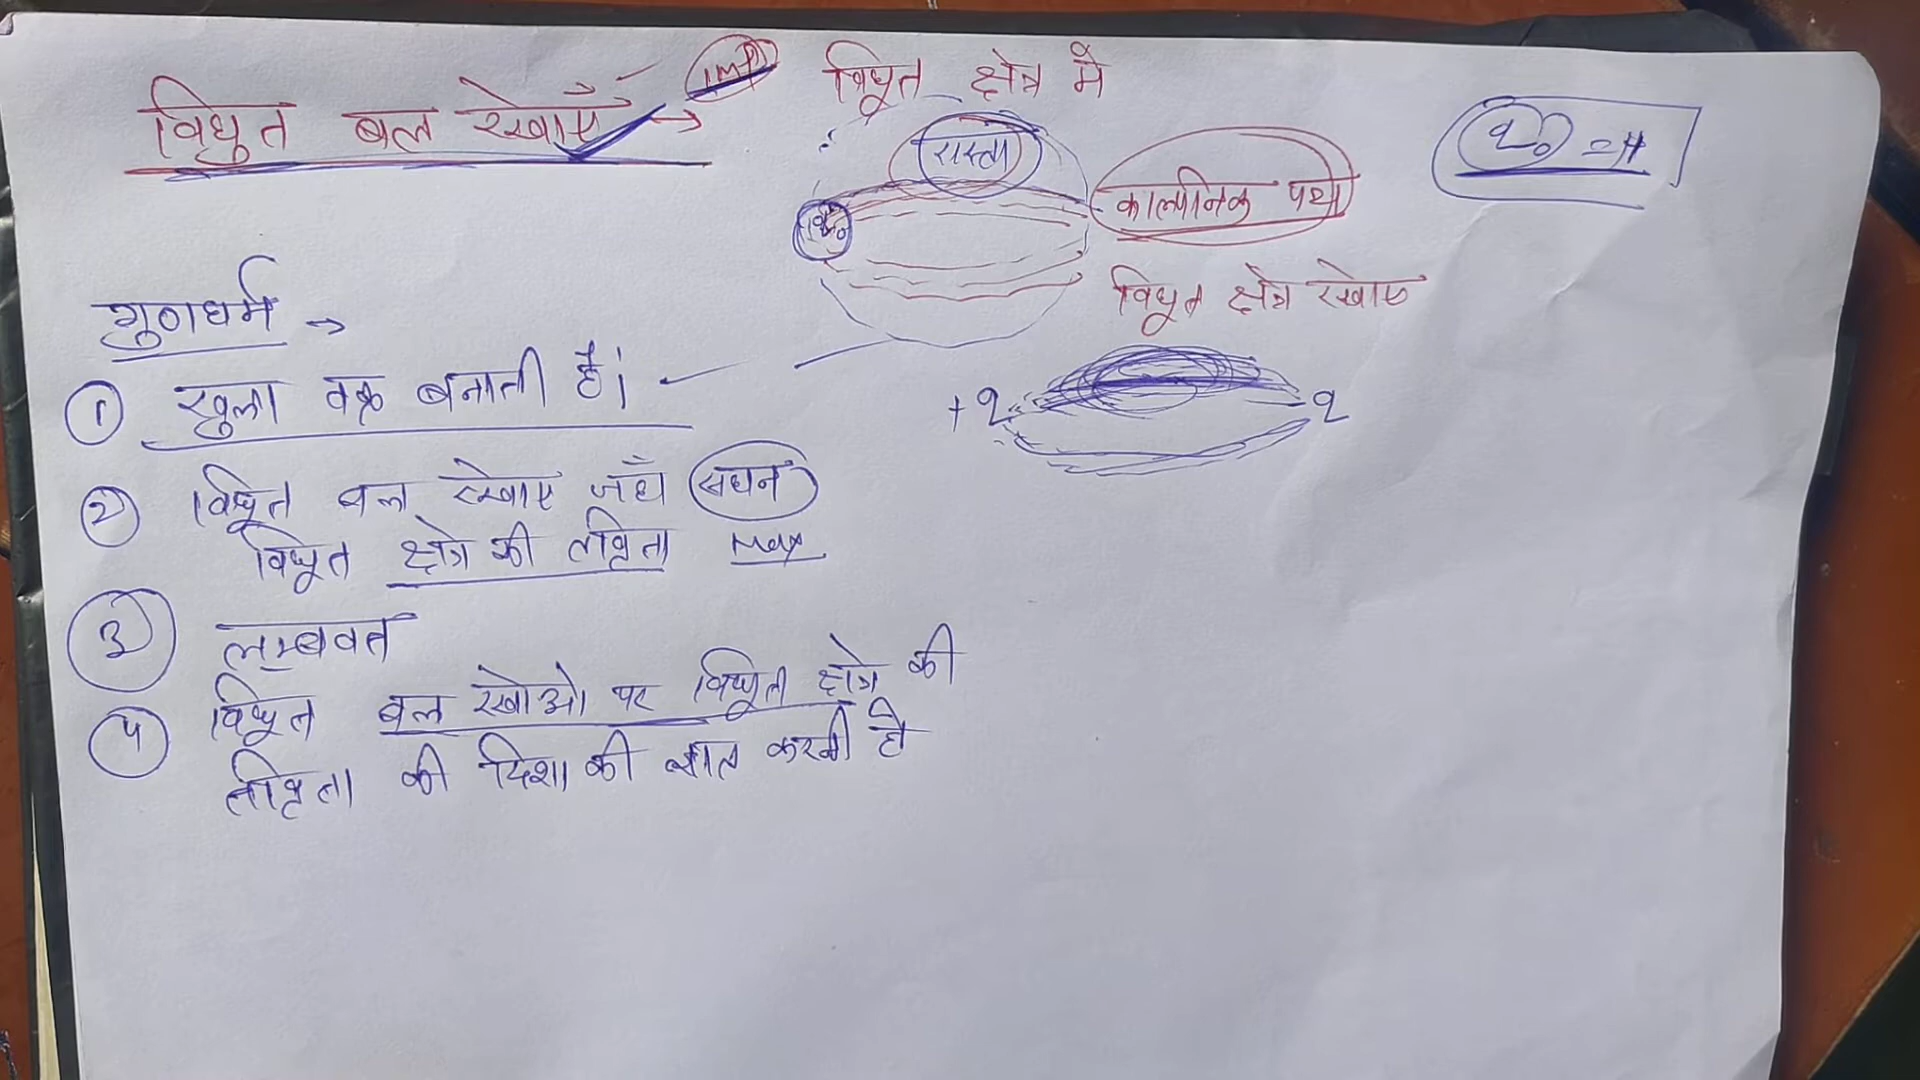 विधुत बल रेखाएँ → imp विधूत क्षेत्र में
रास्ता
काल्पनिक पथ
q₀ = +
q₀
विधूत क्षेत्र रेखाए
गुणधर्म →
① खुला वक्र बनाती है।
+q -q
② विधूत बल रेखाए जहाँ सघन
विधूत क्षेत्र की तीव्रता Max
③ लम्बवत
④ विधूत बल रेखाओ पर विधूत क्षेत्र की
तीव्रता की दिशा की ज्ञात करती है